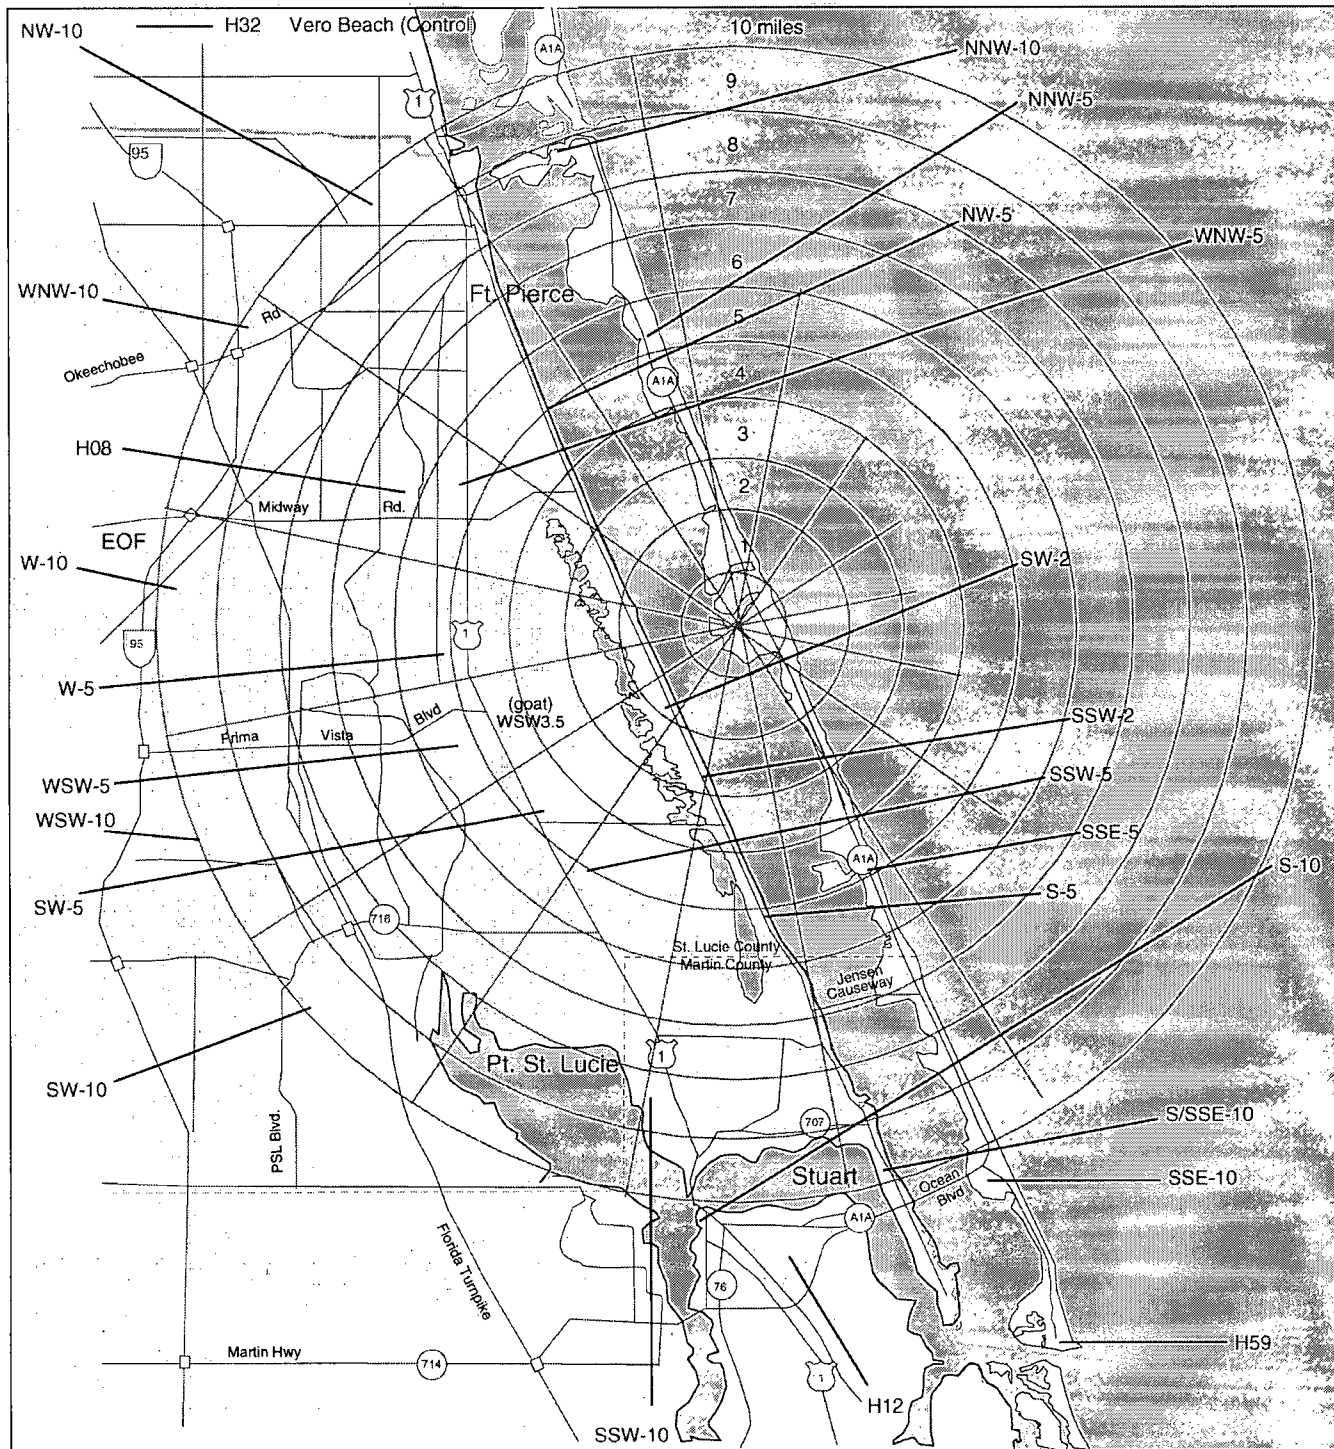 NW-10
H32 Vero Beach (Control)
A1A
10 miles
NNW-10
9
1
NNW-5
8
95
7
NW-5
WNW-5
6
WNW-10
Ft. Pierce
Rd
5
Okeechobee
A1A
4
H08
3
2
Midway Rd.
EOF
1
W-10
SW-2
95
1
W-5
(goat)
WSW3.5
Blvd
SSW-2
Prima Vista
WSW-5
SSW-5
WSW-10
SSE-5
A1A
S-10
SW-5
S-5
716
St. Lucie County
Martin County
Jensen
Causeway
SW-10
Pt. St. Lucie
1
PSL Blvd.
707
S/SSE-10
Stuart
Ocean
Blvd
SSE-10
A1A
Florida Turnpike
76
Martin Hwy
714
1
H59
H12
SSW-10